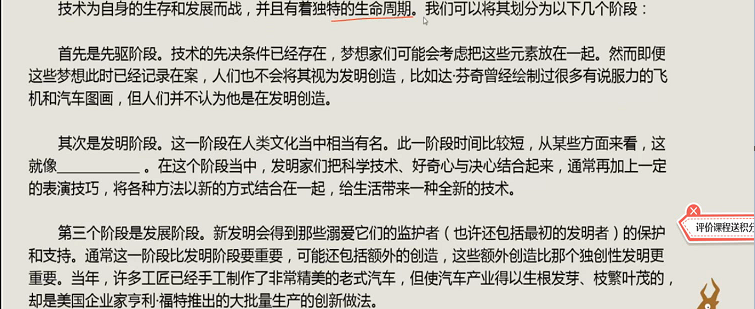 技术为自身的生存和发展而战，并且有着独特的生命周期。我们可以将其划分为以下几个阶段：
首先是先驱阶段。技术的先决条件已经存在，梦想家们可能会考虑把这些元素放在一起。然而即便
这些梦想此时已经记录在案，人们也不会将其视为发明创造，比如达·芬奇曾经绘制过很多有说服力的飞
机和汽车图画，但人们并不认为他是在发明创造。
其次是发明阶段。这一阶段在人类文化当中相当有名。此一阶段时间比较短，从某些方面来看，这
就像____________。在这个阶段当中，发明家们把科学技术、好奇心与决心结合起来，通常再加上一定
的表演技巧，将各种方法以新的方式结合在一起，给生活带来一种全新的技术。
第三个阶段是发展阶段。新发明会得到那些溺爱它们的监护者（也许还包括最初的发明者）的保护
和支持。通常这一阶段比发明阶段要重要，可能还包括额外的创造，这些额外创造比那个独创性发明更
重要。当年，许多工匠已经手工制作了非常精美的老式汽车，但使汽车产业得以生根发芽、枝繁叶茂的，
却是美国企业家亨利·福特推出的大批量生产的创新做法。
评价课程送积分